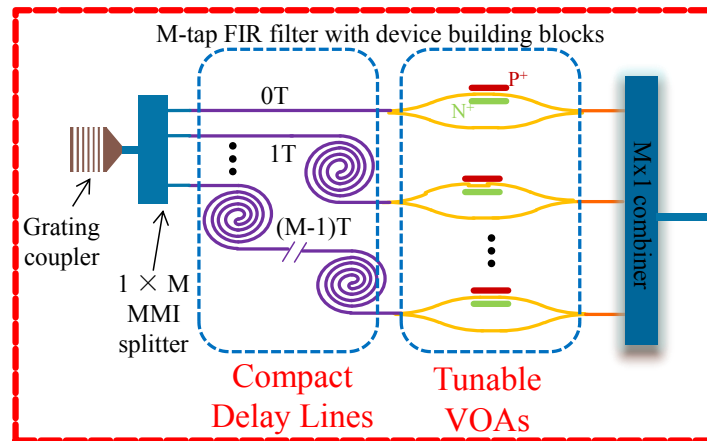 M-tap FIR filter with device building blocks
0T
P+
N+
1T
Grating
coupler
(M-1)T
1 × M
MMI
splitter
Mx1 combiner
Compact
Delay Lines
Tunable
VOAs